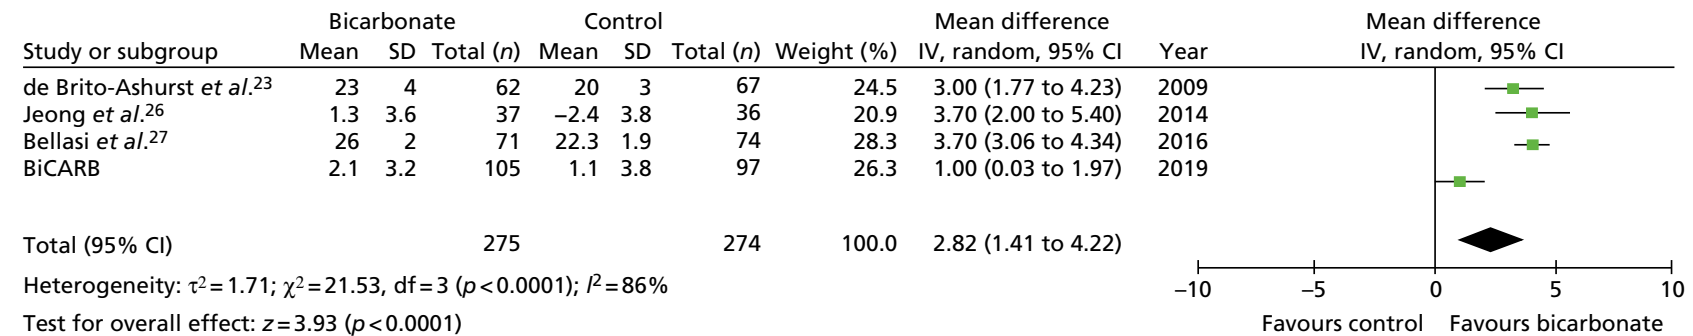 Bicarbonate Control Mean difference Mean difference
Study or subgroup Mean SD Total (n) Mean SD Total (n) Weight (%) IV, random, 95% CI Year IV, random, 95% CI
de Brito-Ashurst et al.23 23 4 62 20 3 67 24.5 3.00 (1.77 to 4.23) 2009
Jeong et al.26 1.3 3.6 37 –2.4 3.8 36 20.9 3.70 (2.00 to 5.40) 2014
Bellasi et al.27 26 2 71 22.3 1.9 74 28.3 3.70 (3.06 to 4.34) 2016
BiCARB 2.1 3.2 105 1.1 3.8 97 26.3 1.00 (0.03 to 1.97) 2019
Total (95% CI) 275 274 100.0 2.82 (1.41 to 4.22)
Heterogeneity: τ2=1.71; χ2=21.53, df=3 (p<0.0001); I2=86%
–10 –5 0 5 10
Test for overall effect: z=3.93 (p<0.0001)
Favours control Favours bicarbonate